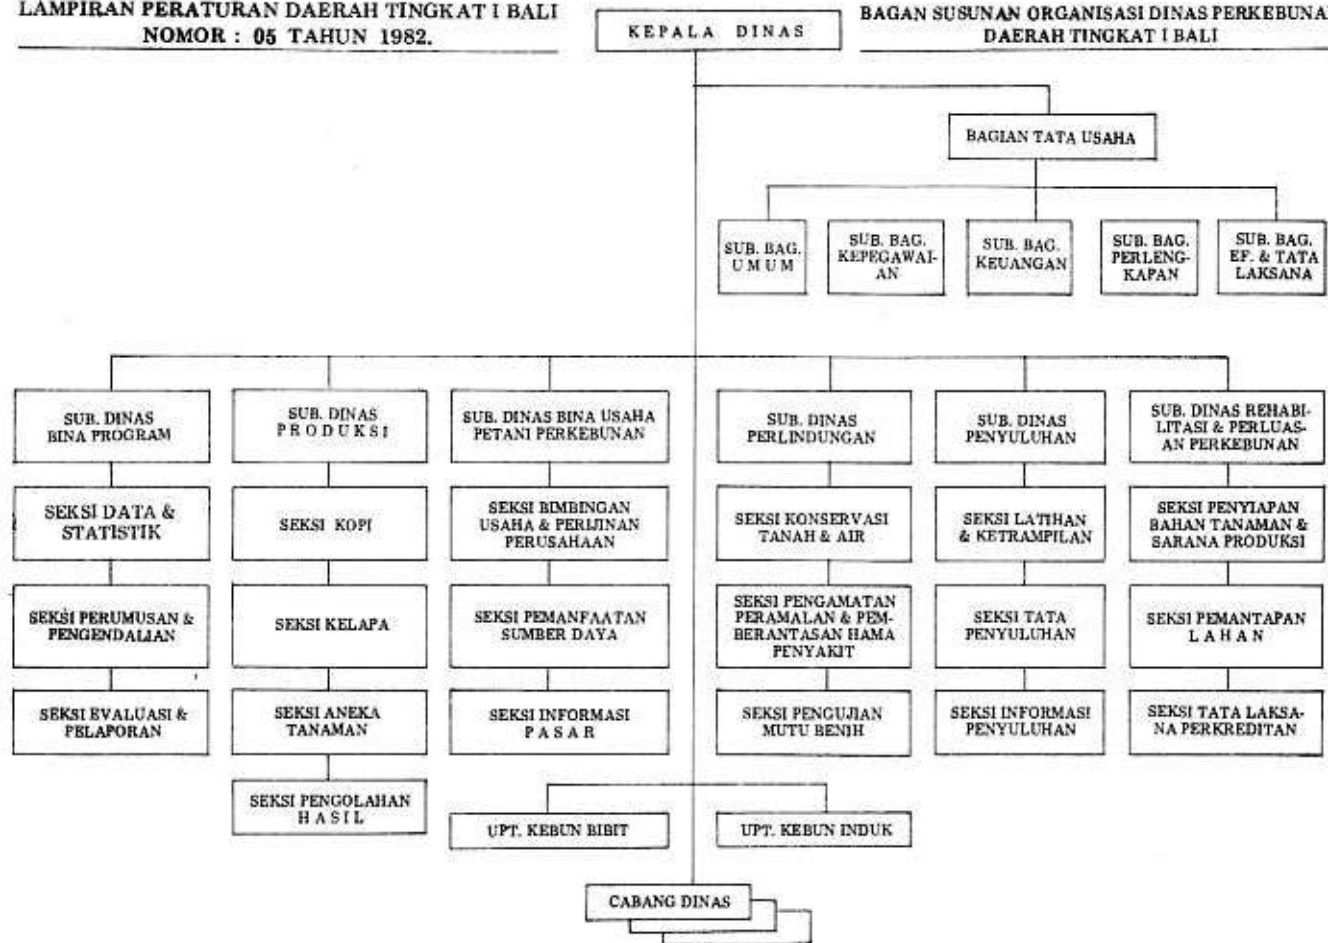 LAMPIRAN PERATURAN DAERAH TINGKAT I BALI
NOMOR : 05 TAHUN 1982.
BAGAN SUSUNAN ORGANISASI DINAS PERKEBUNA
DAERAH TINGKAT I BALI
KEPALA DINAS
BAGIAN TATA USAHA
SUB. BAG.
U M U M
SUB. BAG.
KEPEGAWAI-
AN
SUB. BAG.
KEUANGAN
SUB. BAG.
PERLENG-
KAPAN
SUB. BAG.
EF. & TATA
LAKSANA
SUB. DINAS
BINA PROGRAM
SUB. DINAS
P R O D U K S I
SUB. DINAS BINA USAHA
PETANI PERKEBUNAN
SUB. DINAS
PERLINDUNGAN
SUB. DINAS
PENYULUHAN
SUB. DINAS REHABI-
LITASI & PERLUAS-
AN PERKEBUNAN
SEKSI DATA &
STATISTIK
SEKSI KOPI
SEKSI BIMBINGAN
USAHA & PERIJINAN
PERUSAHAAN
SEKSI KONSERVASI
TANAH & AIR
SEKSI LATIHAN
& KETRAMPILAN
SEKSI PENYIAPAN
BAHAN TANAMAN &
SARANA PRODUKSI
SEKSI PERUMUSAN &
PENGENDALIAN
SEKSI KELAPA
SEKSI PEMANFAATAN
SUMBER DAYA
SEKSI PENGAMATAN
PERAMALAN & PEM-
BERANTASAN HAMA
PENYAKIT
SEKSI TATA
PENYULUHAN
SEKSI PEMANTAPAN
L A H A N
SEKSI EVALUASI &
PELAPORAN
SEKSI ANEKA
TANAMAN
SEKSI INFORMASI
P A S A R
SEKSI PENGUJIAN
MUTU BENIH
SEKSI INFORMASI
PENYULUHAN
SEKSI TATA LAKSA-
NA PERKREDITAN
SEKSI PENGOLAHAN
H A S I L
UPT. KEBUN BIBIT
UPT. KEBUN INDUK
CABANG DINAS